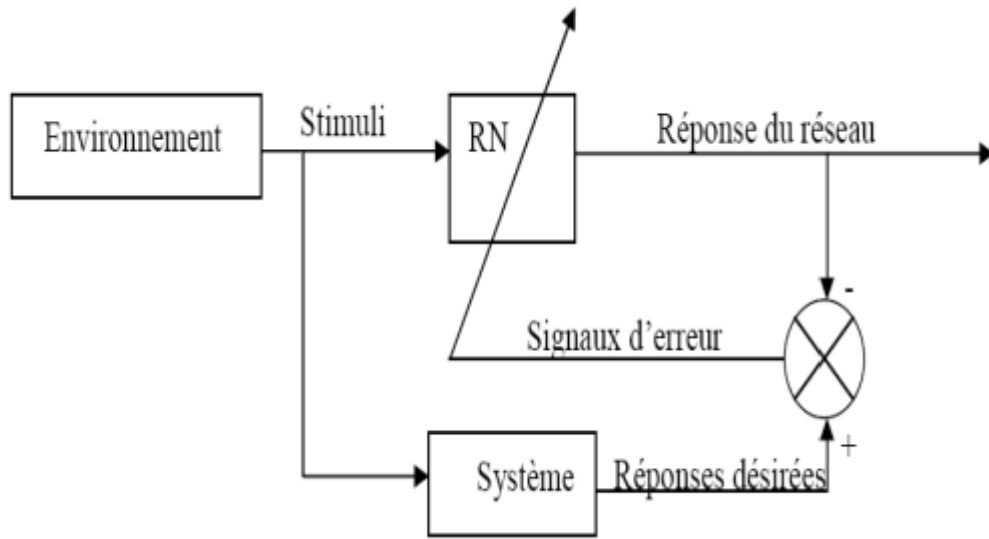 Environnement
Stimuli
RN
Réponse du réseau
-
Signaux d'erreur
+
Système
Réponses désirées